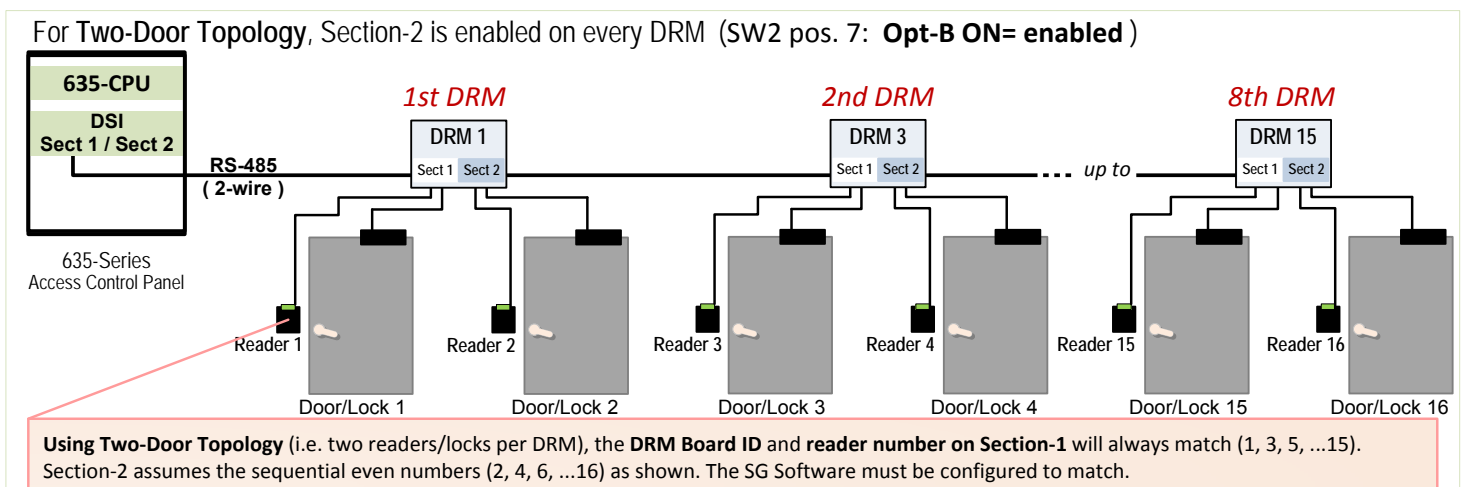 For Two-Door Topology, Section-2 is enabled on every DRM (SW2 pos. 7: Opt-B ON= enabled )
635-CPU
DSI
Sect 1 / Sect 2
RS-485
( 2-wire )
635-Series
Access Control Panel
1st DRM
DRM 1
Sect 1 Sect 2
2nd DRM
DRM 3
Sect 1 Sect 2
up to
8th DRM
DRM 15
Sect 1 Sect 2
Reader 1
Reader 2
Reader 3
Reader 4
Reader 15
Reader 16
Door/Lock 1
Door/Lock 2
Door/Lock 3
Door/Lock 4
Door/Lock 15
Door/Lock 16
Using Two-Door Topology (i.e. two readers/locks per DRM), the DRM Board ID and reader number on Section-1 will always match (1, 3, 5, ...15).
Section-2 assumes the sequential even numbers (2, 4, 6, ...16) as shown. The SG Software must be configured to match.